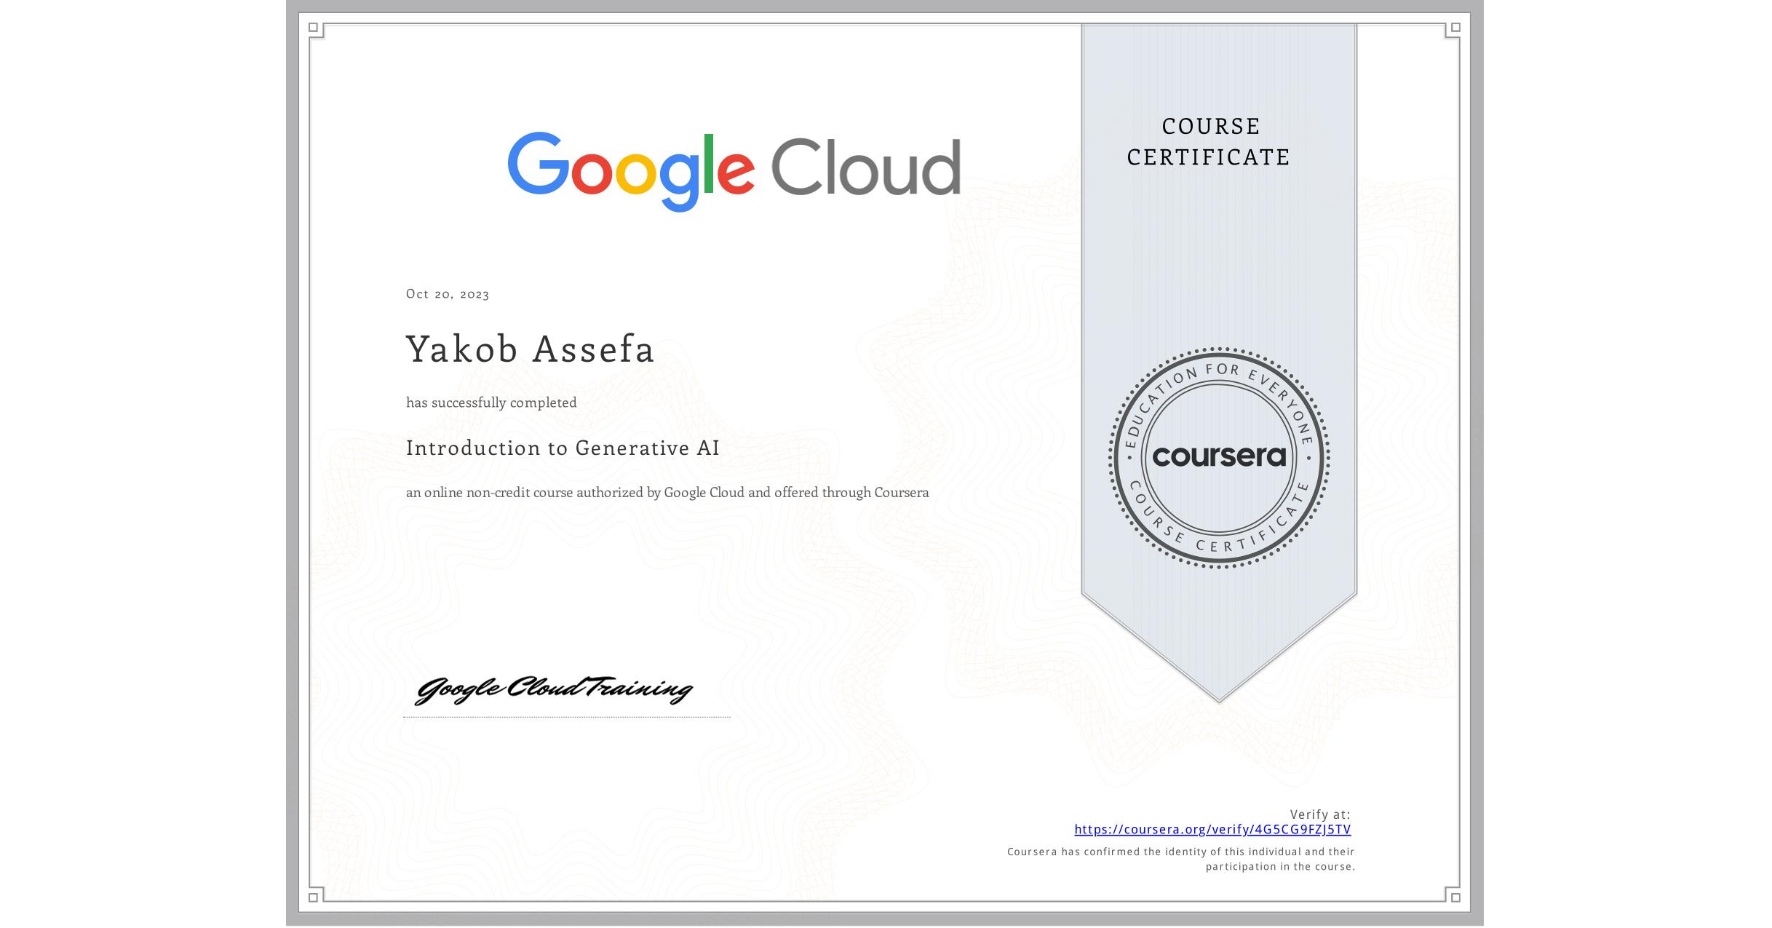 Google Cloud
COURSE
CERTIFICATE
Oct 20, 2023
Yakob Assefa
has successfully completed
Introduction to Generative AI
an online non-credit course authorized by Google Cloud and offered through Coursera
EDUCATION FOR EVERYONE
coursera
COURSE CERTIFICATE
Google Cloud Training
Verify at:
https://coursera.org/verify/4G5CG9FZJ5TV
Coursera has confirmed the identity of this individual and their
participation in the course.